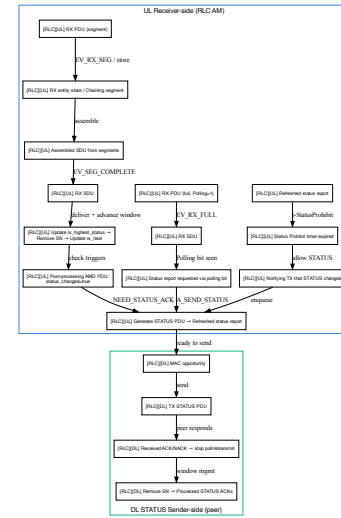 UL Receiver-side (RLC AM)
[RLC][UL] RX PDU (segment)
EV_RX_SEG / store
[RLC][UL] RX entity state / Chaining segment
assemble
[RLC][UL] Assembled SDU from segments
EV_SEG_COMPLETE
[RLC][UL] RX SDU
[RLC][UL] RX PDU (full, Polling=1)
[RLC][UL] Refreshed status report
deliver + advance window
EV_RX_FULL
t-StatusProhibit
[RLC][UL] Update rx_highest_status →
Remove SN → Update rx_next
[RLC][UL] RX SDU
[RLC][UL] Status Prohibit timer expired
check triggers
Polling bit seen
allow STATUS
[RLC][UL] Post-processing AMD PDU:
status_changed=true
[RLC][UL] Status report requested via polling bit
[RLC][UL] Notifying TX that STATUS changed
NEED_STATUS_ACK
A_SEND_STATUS
enqueue
[RLC][UL] Generate STATUS PDU → Refreshed status report
ready to send
[RLC][DL] MAC opportunity
send
[RLC][DL] TX STATUS PDU
peer responds
[RLC][DL] Received ACK/NACK → stop poll/retransmit
window mgmt
[RLC][DL] Remove SN → Processed STATUS ACKs
DL STATUS Sender-side (peer)